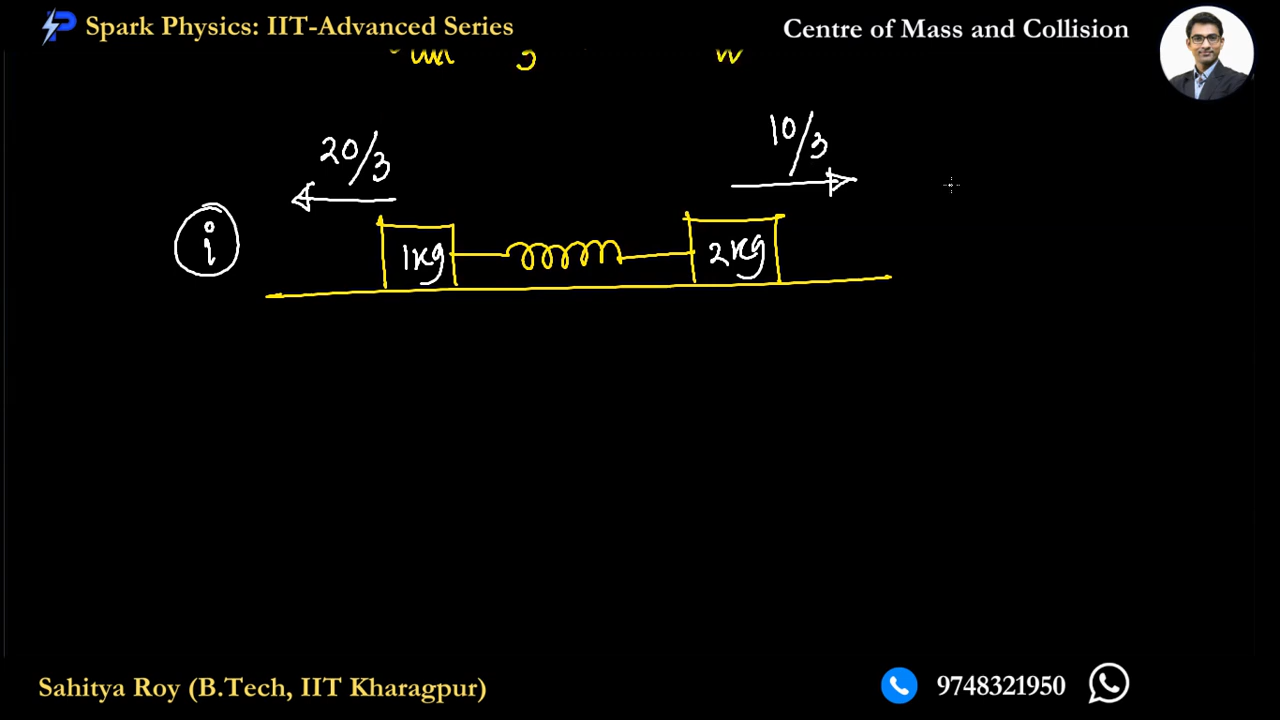 Spark Physics: IIT-Advanced Series
Centre of Mass and Collision
20/3
10/3
i
1kg
2kg
Sahitya Roy (B.Tech, IIT Kharagpur)
9748321950